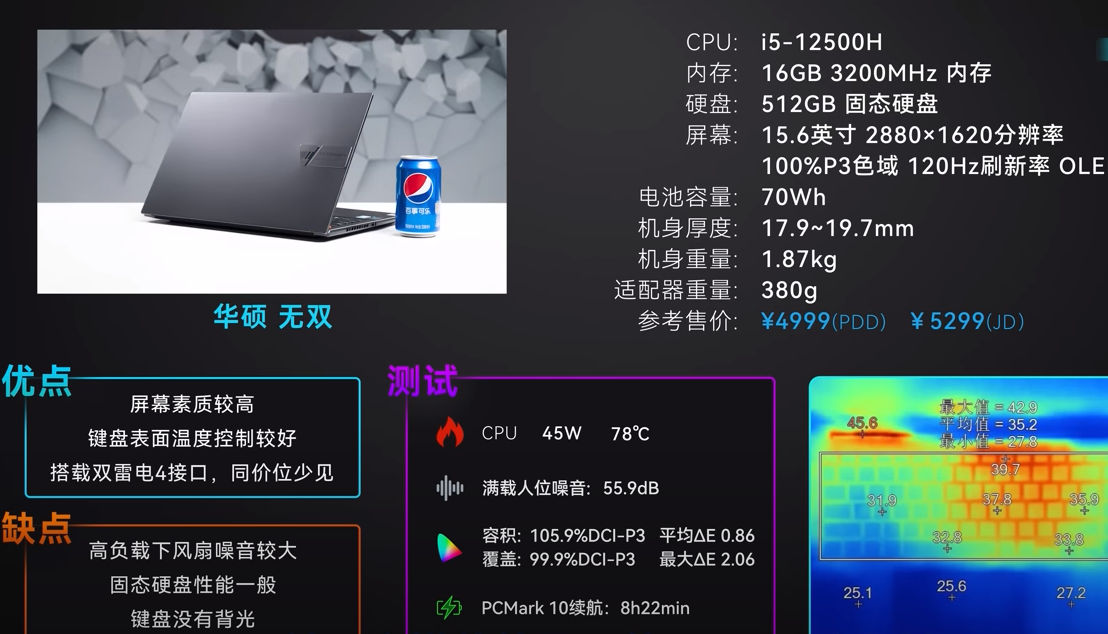 CPU: i5-12500H
内存: 16GB 3200MHz 内存
硬盘: 512GB 固态硬盘
屏幕: 15.6英寸 2880×1620分辨率
100%P3色域 120Hz刷新率 OLE
电池容量: 70Wh
机身厚度: 17.9~19.7mm
机身重量: 1.87kg
适配器重量: 380g
参考售价: ¥4999(PDD) ¥5299(JD)
百事可乐
华硕 无双
优点
屏幕素质较高
键盘表面温度控制较好
搭载双雷电4接口，同价位少见
缺点
高负载下风扇噪音较大
固态硬盘性能一般
键盘没有背光
测试
CPU 45W 78℃
满载人位噪音: 55.9dB
容积: 105.9%DCI-P3 平均ΔE 0.86
覆盖: 99.9%DCI-P3 最大ΔE 2.06
PCMark 10续航: 8h22min
最大值 = 42.9
平均值 = 35.2
最小值 = 27.8
45.6
39.7
31.9
37.8
35.9
32.8
33.8
25.1
25.6
27.2